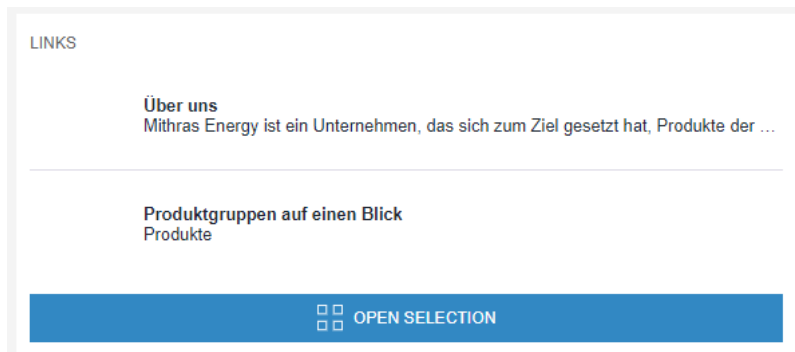 LINKS
Über uns
Mithras Energy ist ein Unternehmen, das sich zum Ziel gesetzt hat, Produkte der ...
Produktgruppen auf einen Blick
Produkte
OPEN SELECTION